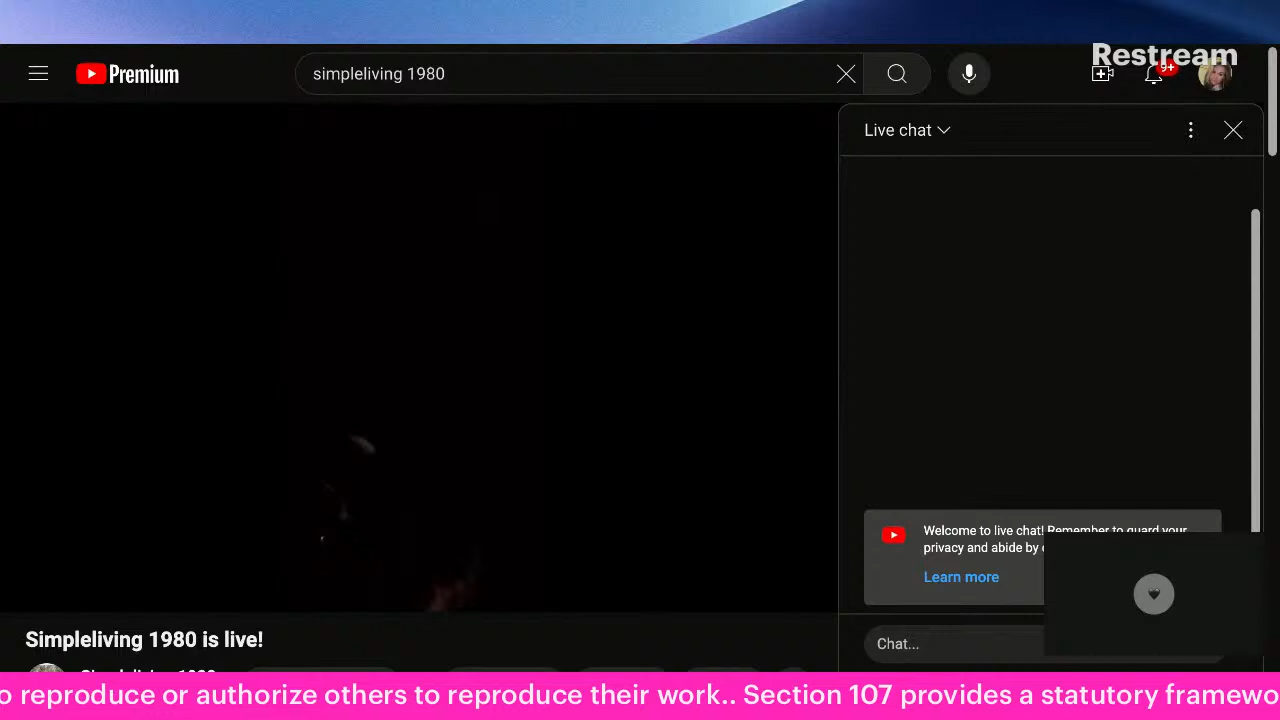 Restream
Premium
simpleliving 1980
9+
Live chat
Welcome to live chat! Remember to guard your
privacy and abide by
Learn more
Chat...
Simpleliving 1980 is live!
Simpleliving 1980
o reproduce or authorize others to reproduce their work.. Section 107 provides a statutory framewo